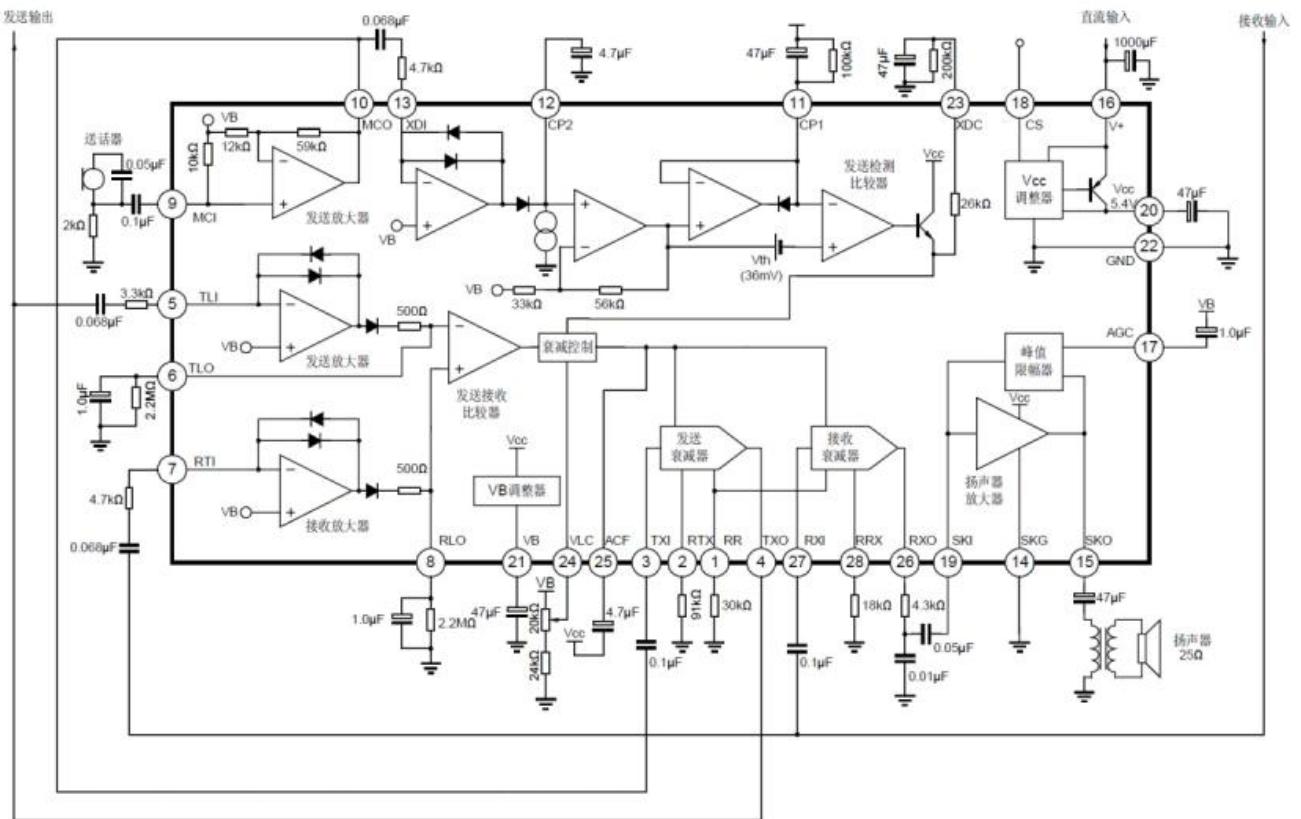 发送输出
直流输入
接收输入
0.068µF
4.7kΩ
4.7µF
47µF
100kΩ
47µF
200kΩ
1000µF
10
13
12
11
23
18
16
MCO
XDI
CP2
CP1
XDC
CS
V+
送话器
0.05µF
0.1µF
2kΩ
9
MCI
VB
10kΩ
12kΩ
59kΩ
发送放大器
VB
Vth
(36mV)
VB
33kΩ
56kΩ
发送检测
比较器
Vcc
26kΩ
Vcc
调整器
Vcc
5.4V
20
47µF
22
GND
5
TLI
3.3kΩ
0.068µF
VB
发送放大器
500Ω
6
TLO
1.0µF
2.2MΩ
发送接收
比较器
衰减控制
7
RTI
4.7kΩ
0.068µF
VB
接收放大器
500Ω
Vcc
VB调整器
发送
衰减器
接收
衰减器
AGC
17
VB
1.0µF
峰值
限幅器
Vcc
扬声器
放大器
RLO
VB
VLC
ACF
TXI
RTX
RR
TXO
RXI
RRX
RXO
SKI
SKG
SKO
8
21
24
25
3
2
1
4
27
28
26
19
14
15
1.0µF
2.2MΩ
47µF
VB
20kΩ
24kΩ
Vcc
4.7µF
0.1µF
91kΩ
30kΩ
0.1µF
18kΩ
4.3kΩ
0.05µF
0.01µF
47µF
扬声器
25Ω